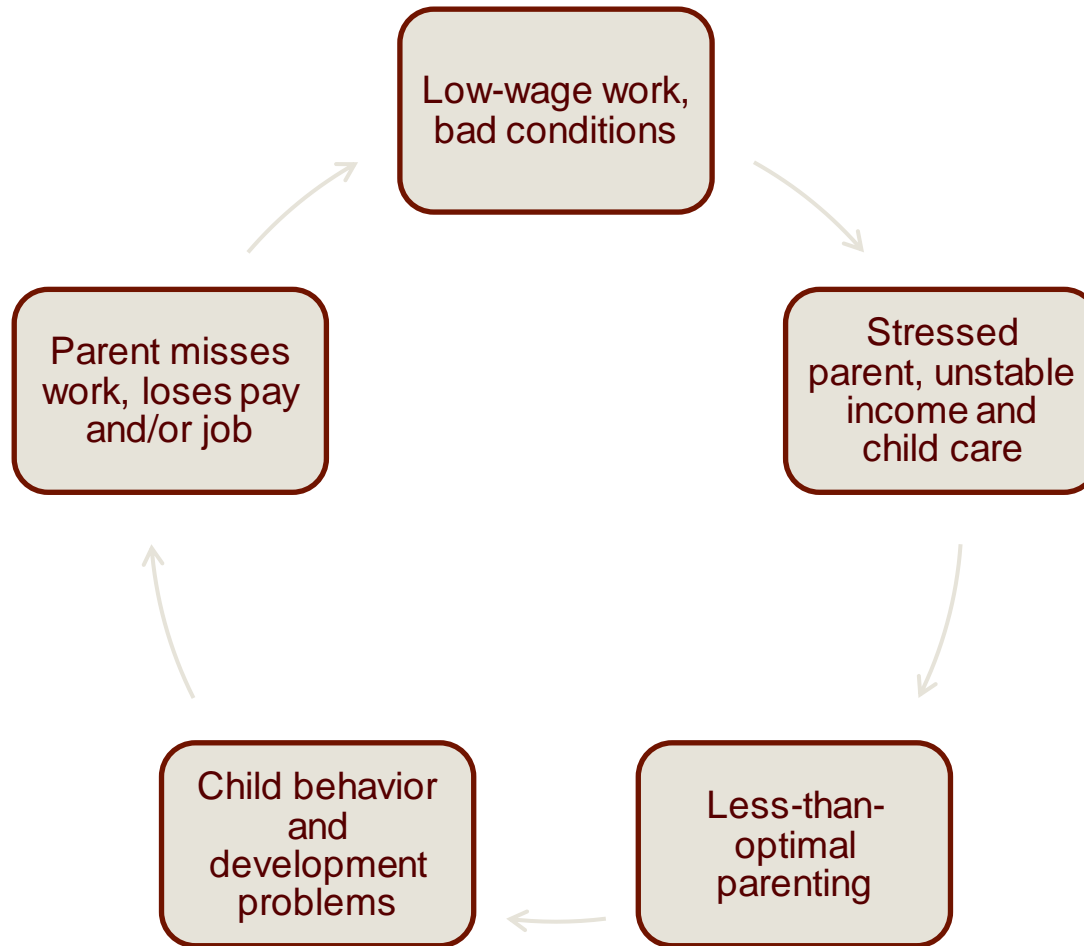 Low-wage work,
bad conditions
Stressed
parent, unstable
income and
child care
Less-than-
optimal
parenting
Child behavior
and
development
problems
Parent misses
work, loses pay
and/or job